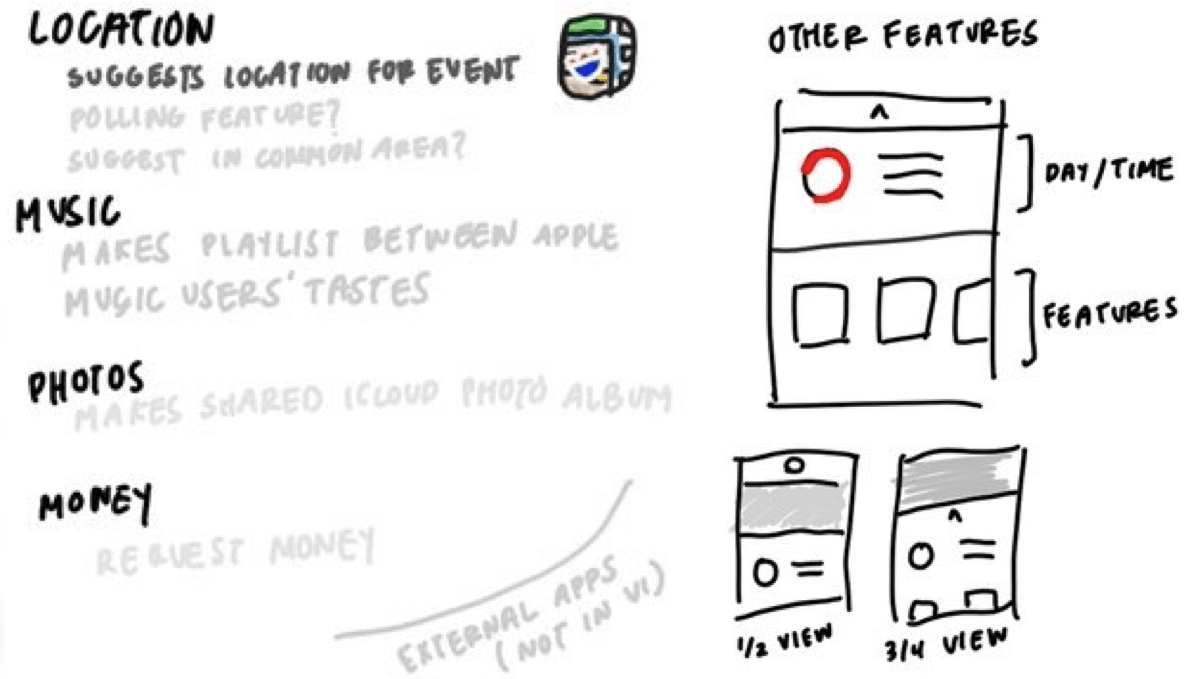 LOCATION
SUGGESTS LOCATION FOR EVENT
POLLING FEATURE?
SUGGEST IN COMMON AREA?
MUSIC
MAKES PLAYLIST BETWEEN APPLE
MUSIC USERS' TASTES
PHOTOS
MAKES SHARED ICLOUD PHOTO ALBUM
MONEY
REQUEST MONEY
EXTERNAL APPS
(NOT IN V1)
OTHER FEATURES
DAY/TIME
FEATURES
1/2 VIEW
3/4 VIEW